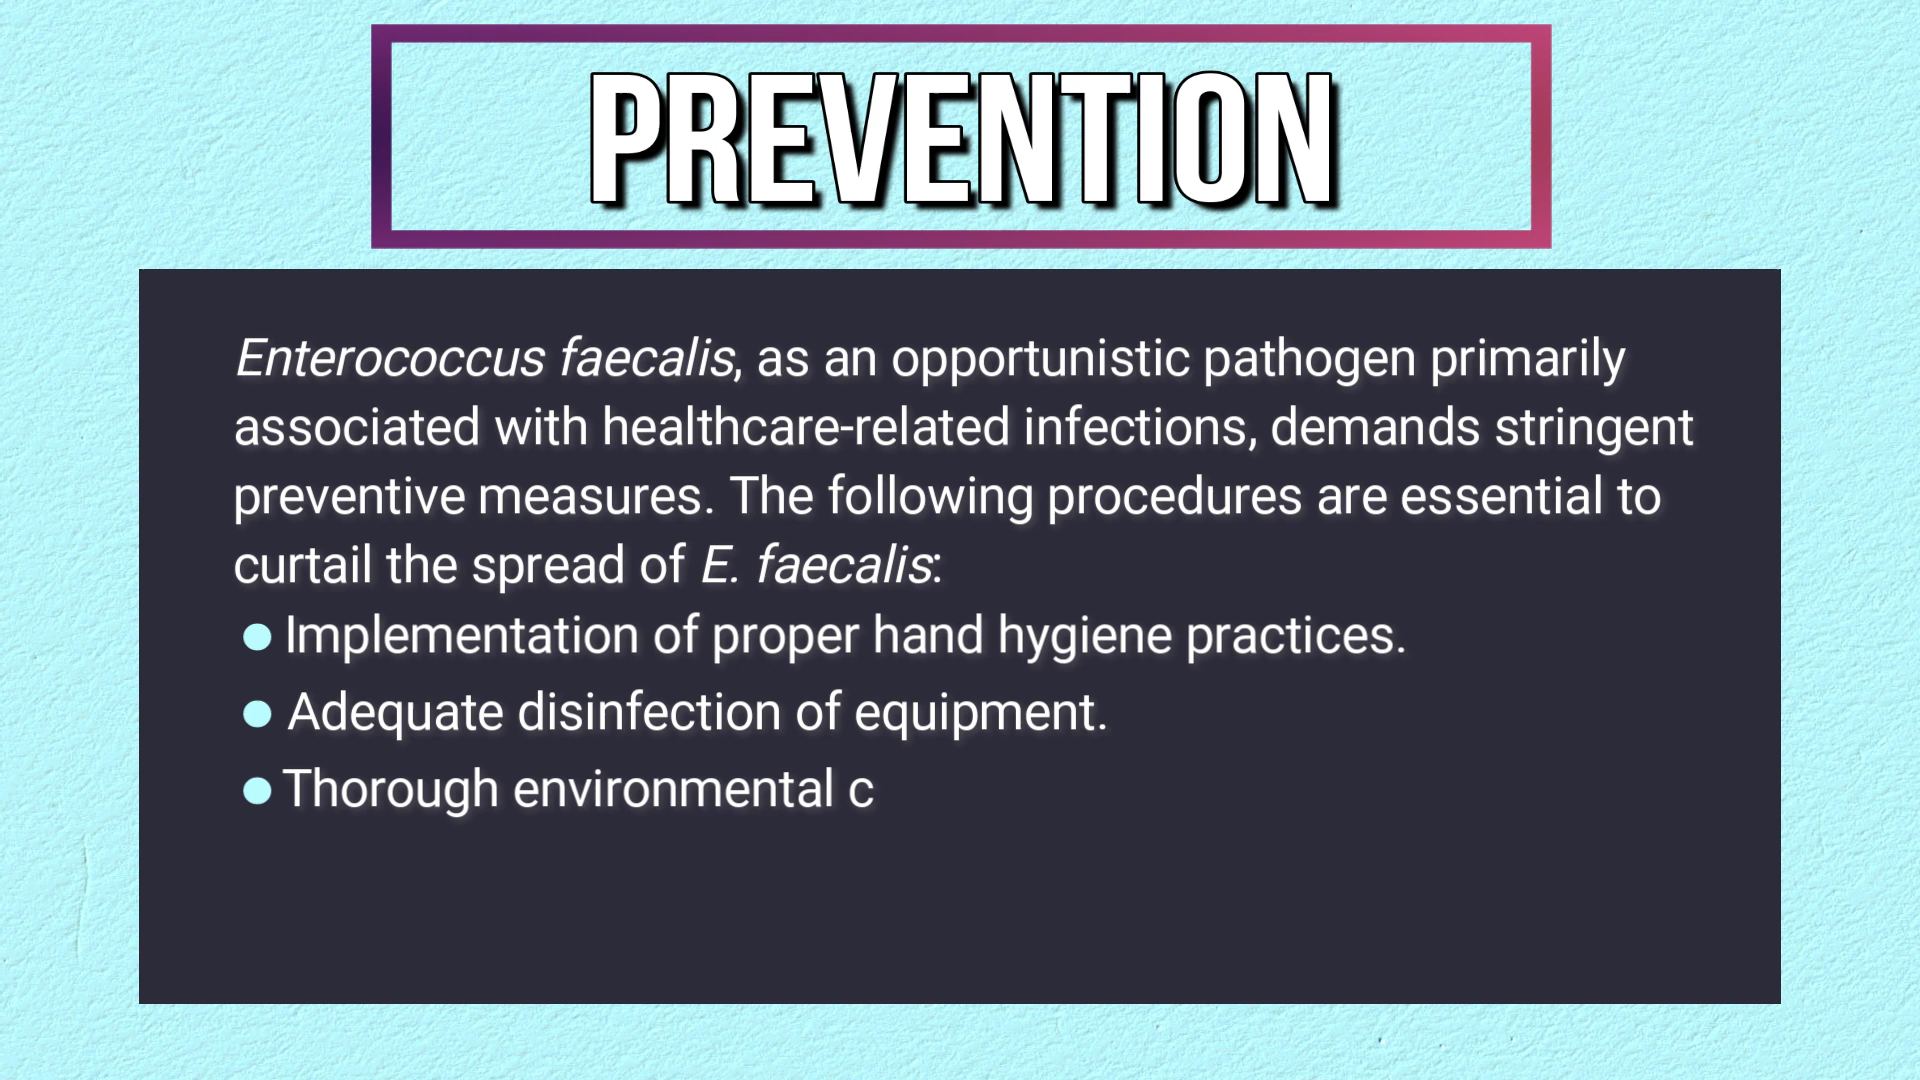 PREVENTION
Enterococcus faecalis, as an opportunistic pathogen primarily
associated with healthcare-related infections, demands stringent
preventive measures. The following procedures are essential to
curtail the spread of E. faecalis:
● Implementation of proper hand hygiene practices.
● Adequate disinfection of equipment.
● Thorough environmental c